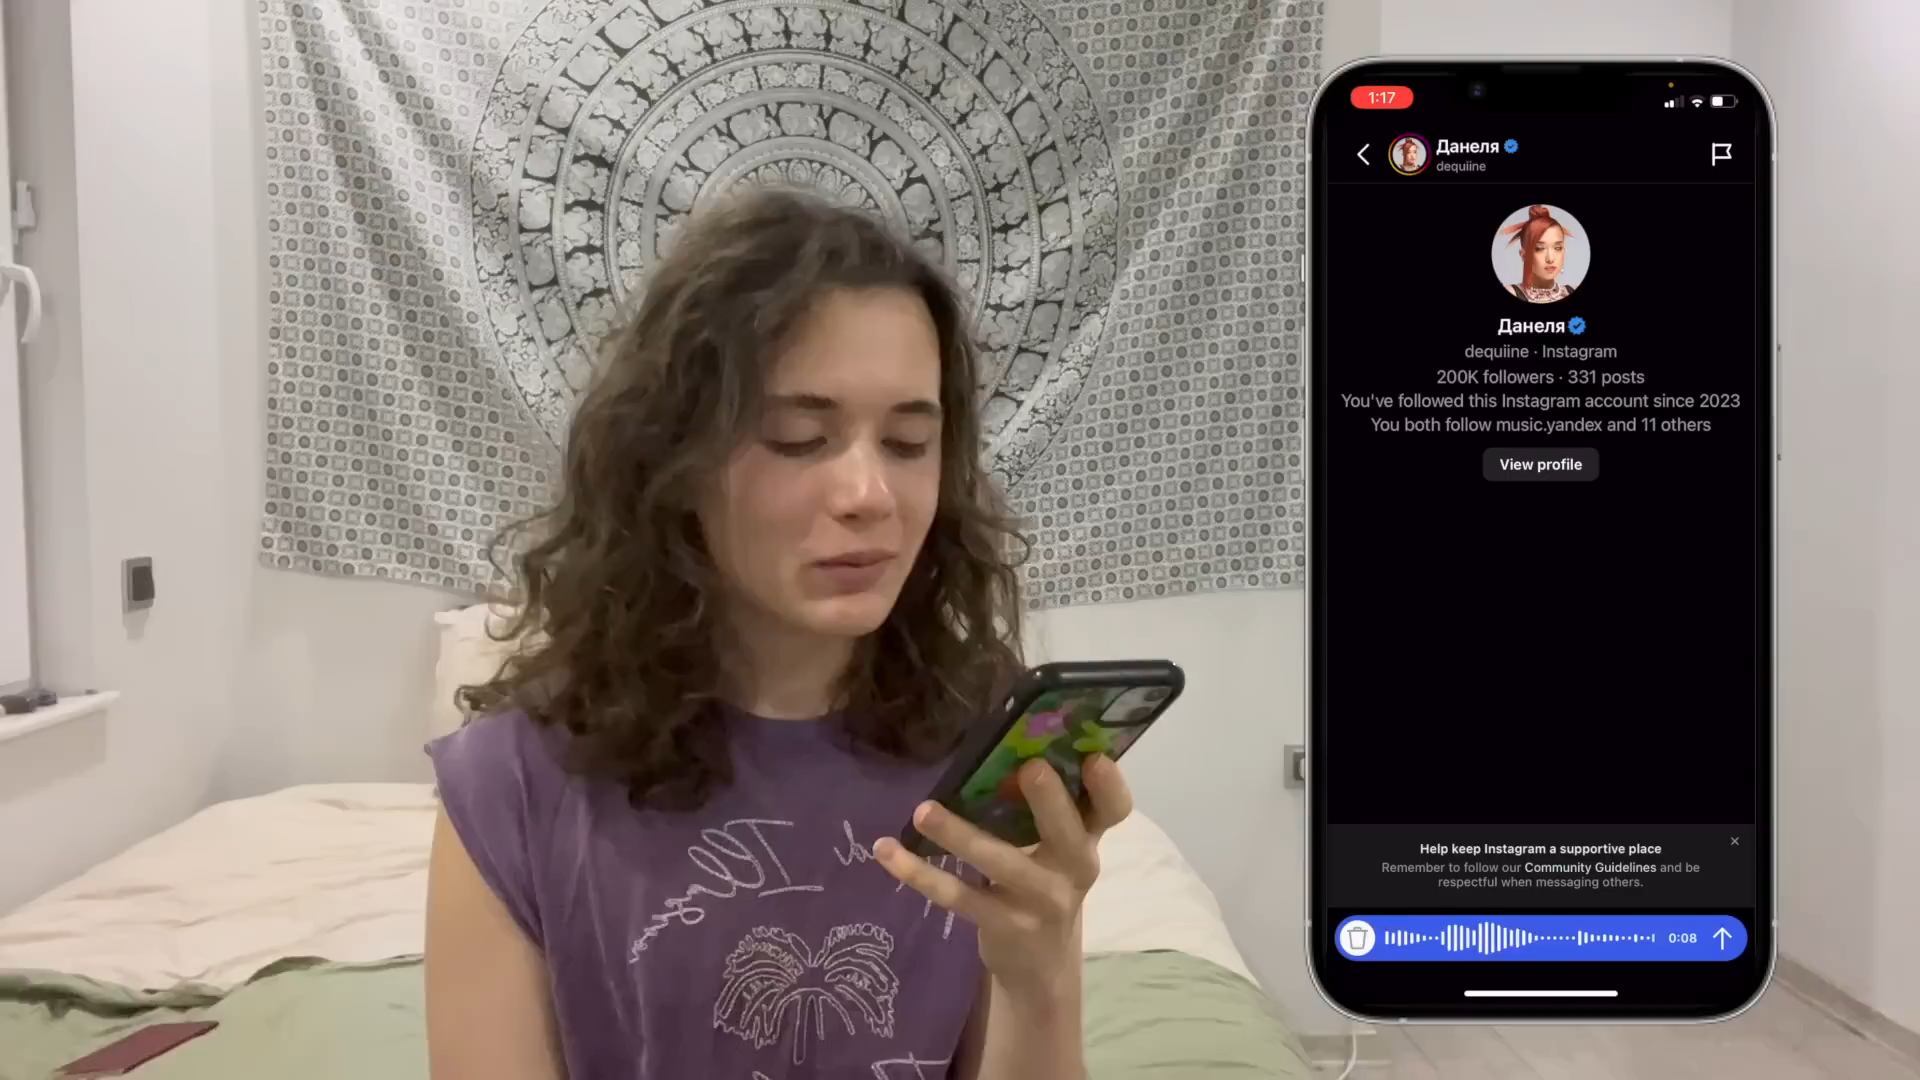 1:17
Данеля
dequiine
Данеля
dequiine · Instagram
200K followers · 331 posts
You've followed this Instagram account since 2023
You both follow music.yandex and 11 others
View profile
Help keep Instagram a supportive place
Remember to follow our Community Guidelines and be
respectful when messaging others.
0:08